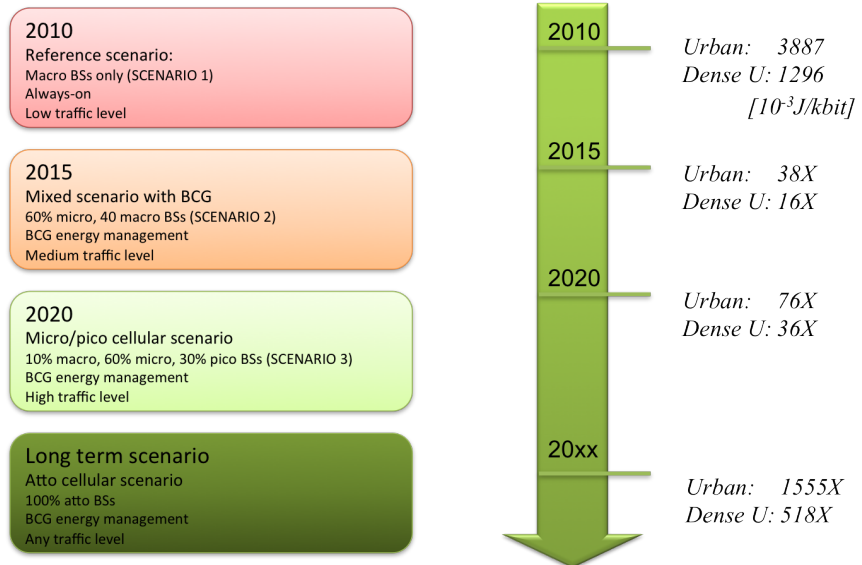 2010
Reference scenario:
Macro BSs only (SCENARIO 1)
Always-on
Low traffic level
2015
Mixed scenario with BCG
60% micro, 40 macro BSs (SCENARIO 2)
BCG energy management
Medium traffic level
2020
Micro/pico cellular scenario
10% macro, 60% micro, 30% pico BSs (SCENARIO 3)
BCG energy management
High traffic level
Long term scenario
Atto cellular scenario
100% atto BSs
BCG energy management
Any traffic level
2010
Urban: 3887
Dense U: 1296
[10⁻³J/kbit]
2015
Urban: 38X
Dense U: 16X
2020
Urban: 76X
Dense U: 36X
20xx
Urban: 1555X
Dense U: 518X